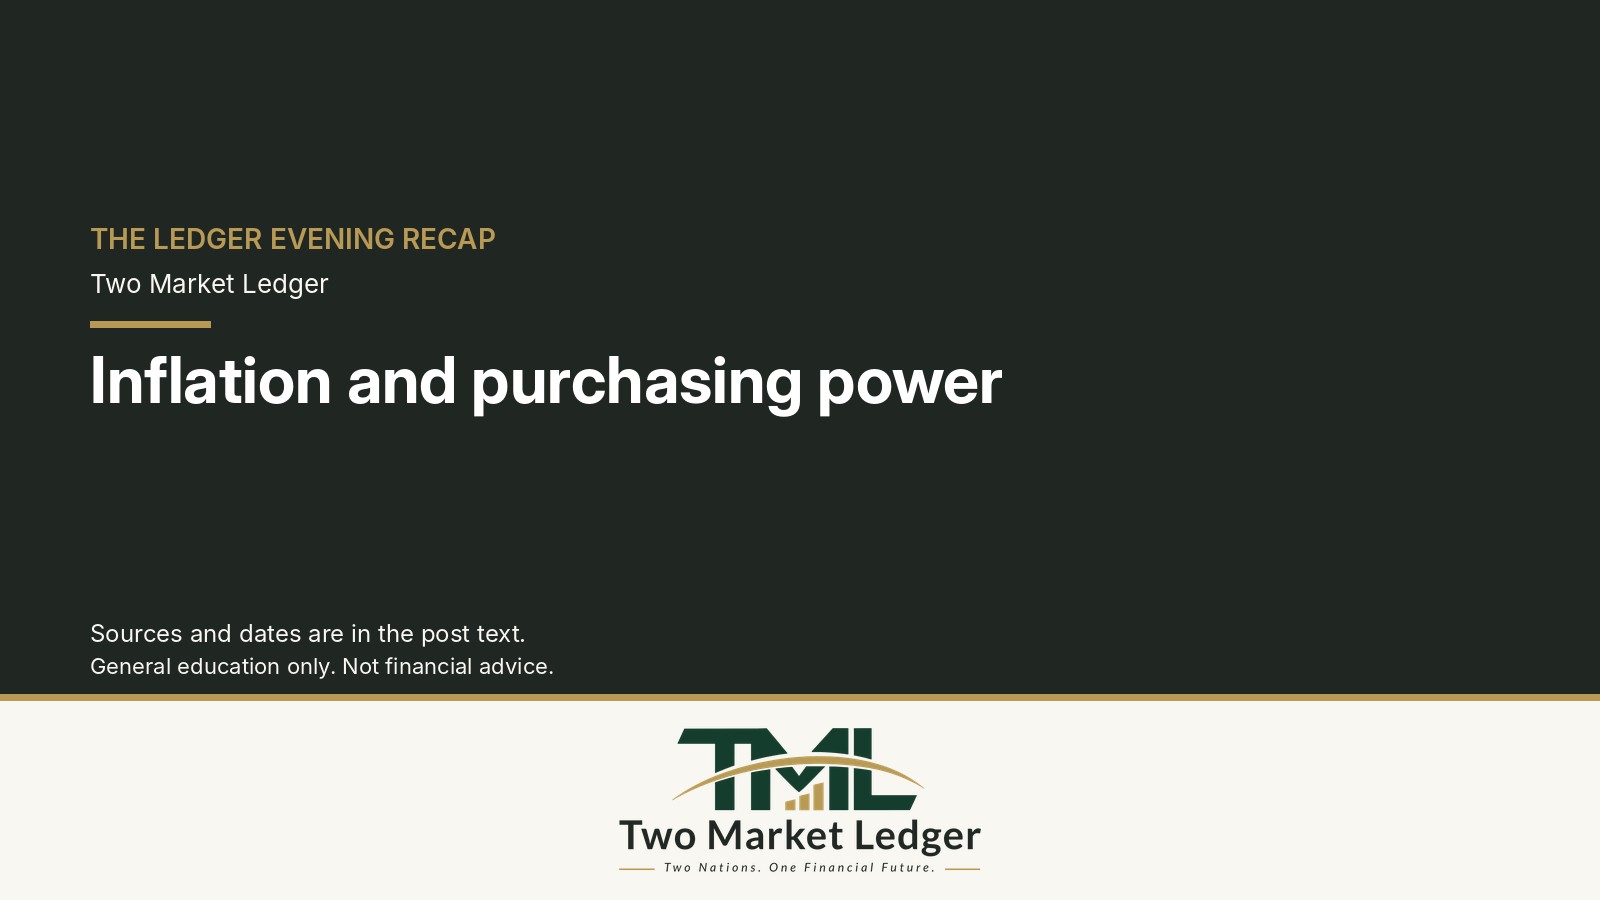 THE LEDGER EVENING RECAP
Two Market Ledger
Inflation and purchasing power
Sources and dates are in the post text.
General education only. Not financial advice.
TML
Two Market Ledger
Two Nations. One Financial Future.